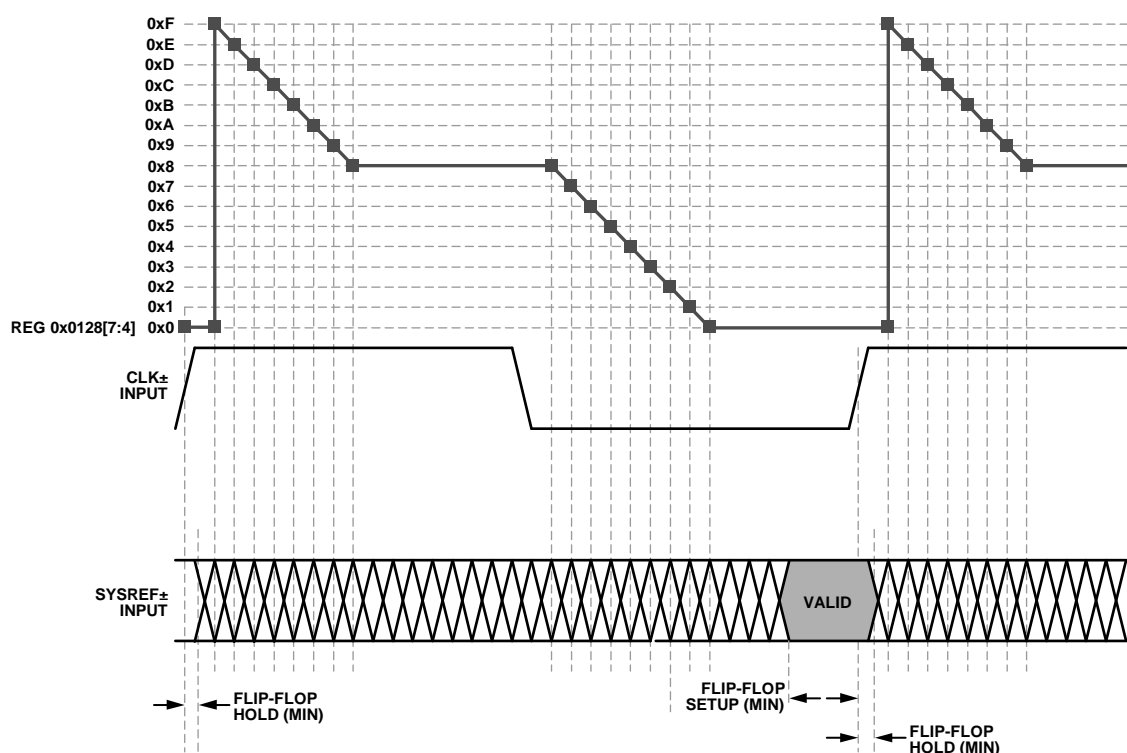 0xF
0xE
0xD
0xC
0xB
0xA
0x9
0x8
0x7
0x6
0x5
0x4
0x3
0x2
0x1
REG 0x0128[7:4] 0x0
CLK±
INPUT
SYSREF±
INPUT
VALID
FLIP-FLOP
HOLD (MIN)
FLIP-FLOP
SETUP (MIN)
FLIP-FLOP
HOLD (MIN)